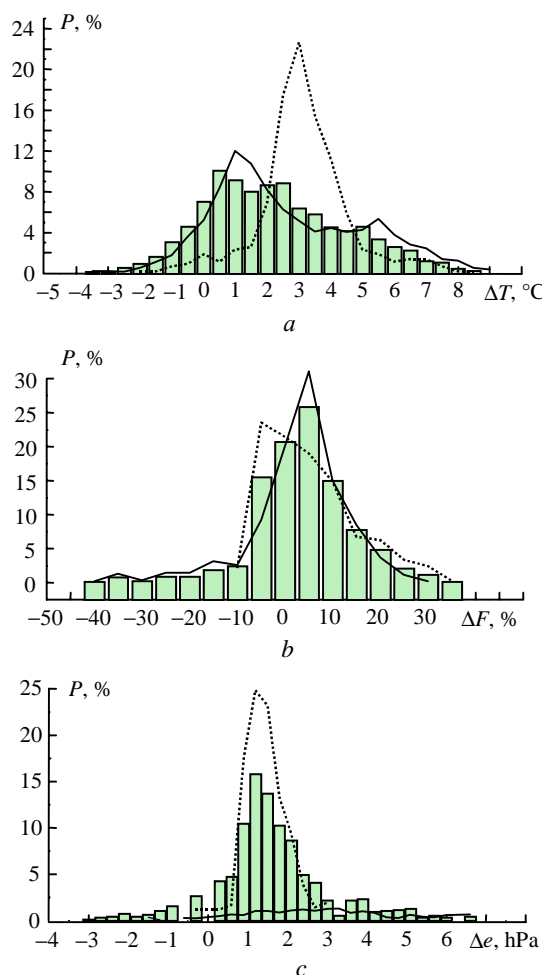 P, %
24
20
16
12
8
4
0
−5 −4 −3 −2 −1 0 1 2 3 4 5 6 7 8 ΔT, °C
a
P, %
30
25
20
15
10
5
0
−50 −40 −30 −20 −10 0 10 20 30 ΔF, %
b
P, %
25
20
15
10
5
0
−4 −3 −2 −1 0 1 2 3 4 5 6 Δe, hPa
c